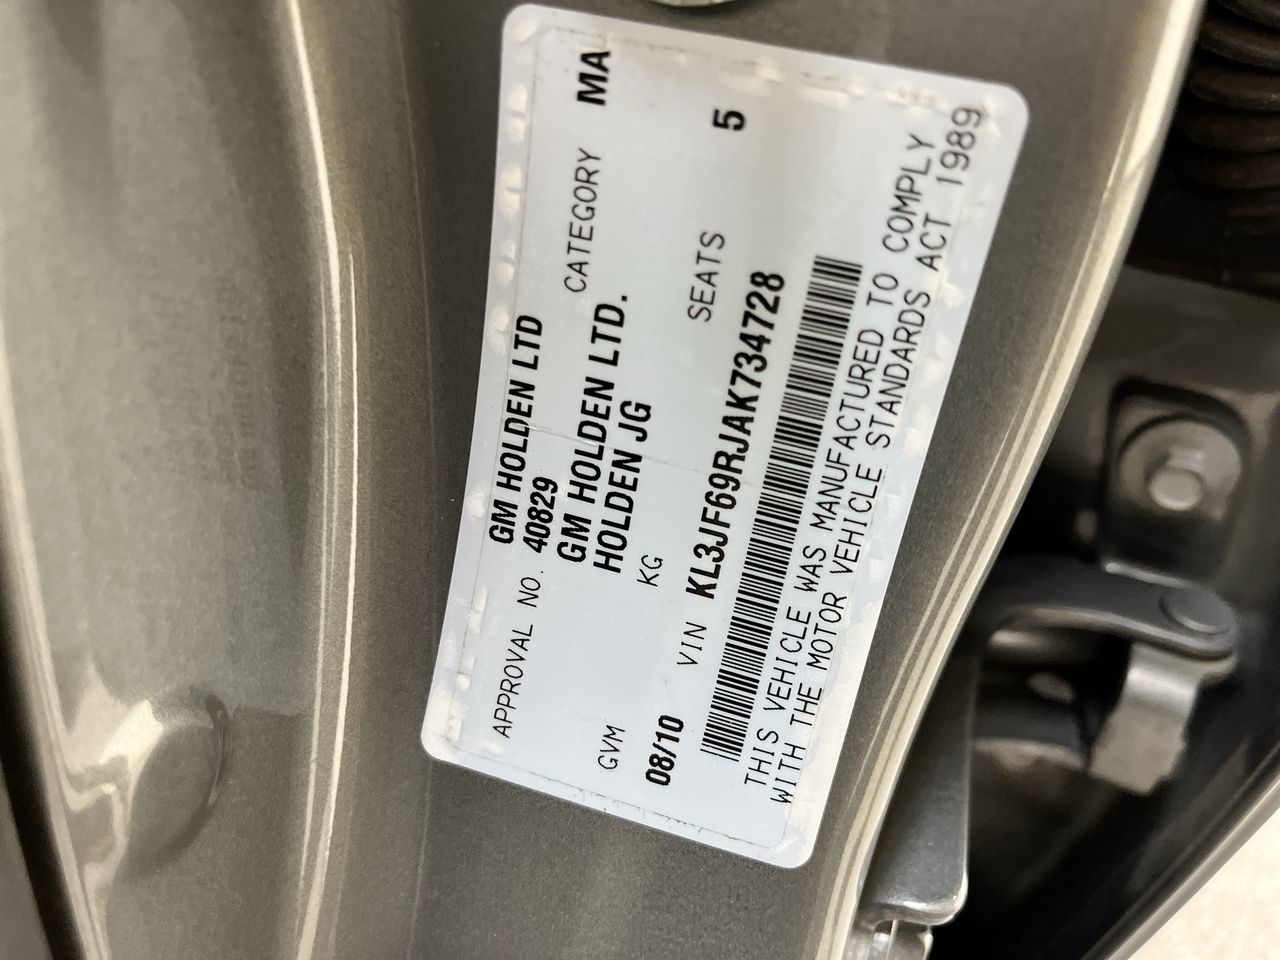 GM HOLDEN LTD
APPROVAL NO. 40829 CATEGORY MA
GM HOLDEN LTD.
HOLDEN JG
GVM KG SEATS 5
08/10 VIN KL3JF69RJAK734728
THIS VEHICLE WAS MANUFACTURED TO COMPLY
WITH THE MOTOR VEHICLE STANDARDS ACT 1989